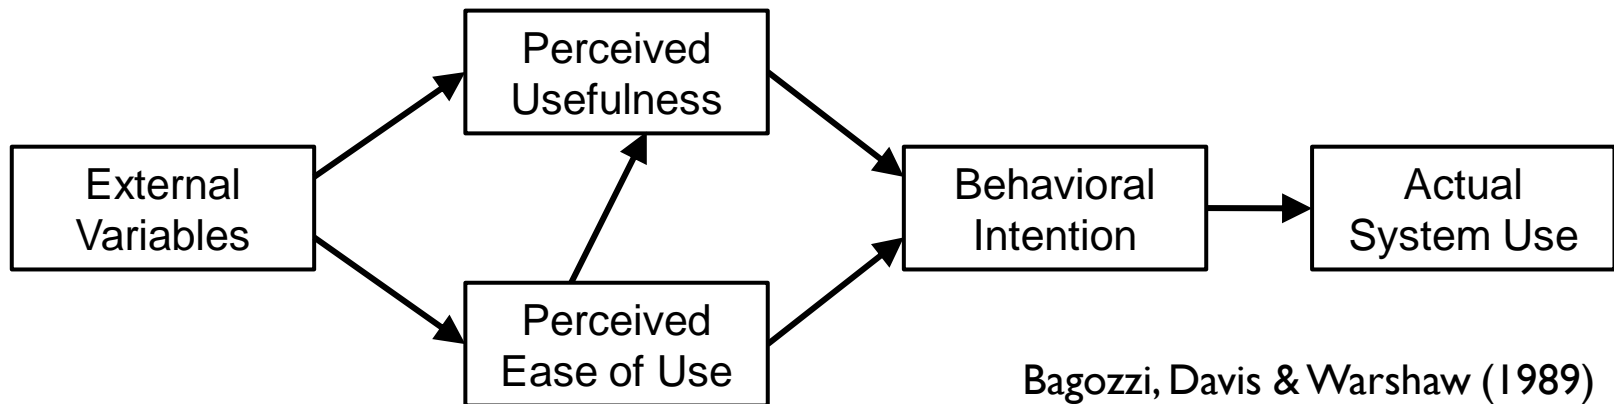 External
Variables
Perceived
Usefulness
Perceived
Ease of Use
Behavioral
Intention
Actual
System Use
Bagozzi, Davis & Warshaw (1989)